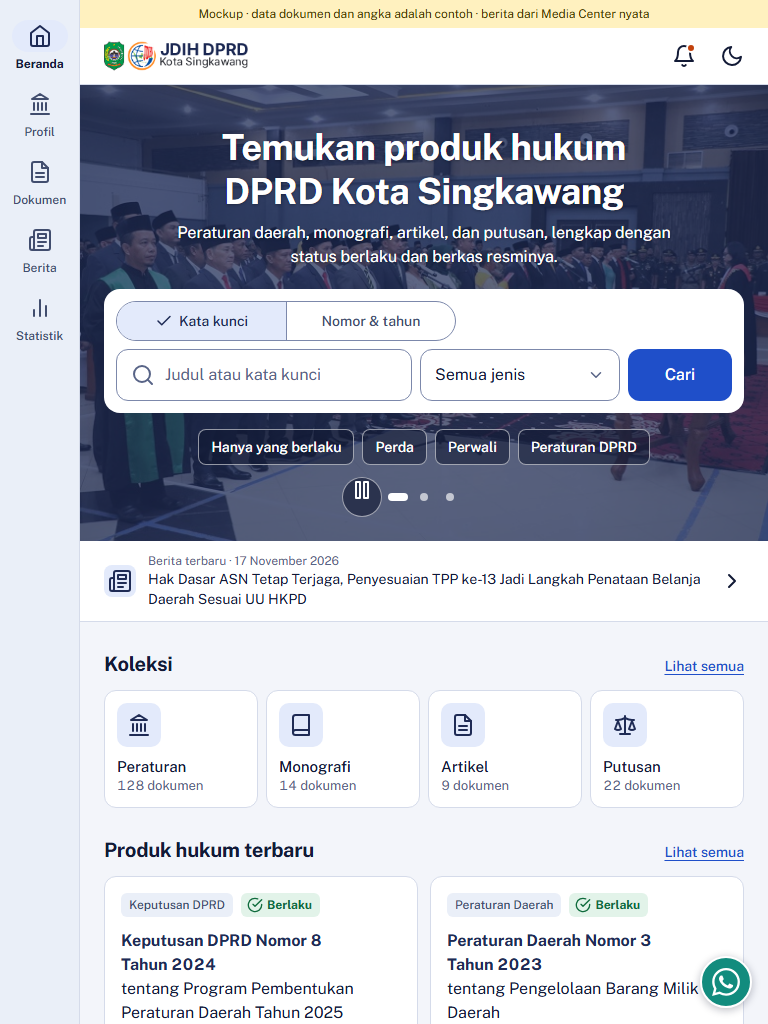 Mockup · data dokumen dan angka adalah contoh · berita dari Media Center nyata
JDIH DPRD
Kota Singkawang
Beranda
Profil
Dokumen
Berita
Statistik
Temukan produk hukum
DPRD Kota Singkawang
Peraturan daerah, monografi, artikel, dan putusan, lengkap dengan
status berlaku dan berkas resminya.
Kata kunci
Nomor & tahun
Judul atau kata kunci
Semua jenis
Cari
Hanya yang berlaku
Perda
Perwali
Peraturan DPRD
Berita terbaru · 17 November 2026
Hak Dasar ASN Tetap Terjaga, Penyesuaian TPP ke-13 Jadi Langkah Penataan Belanja
Daerah Sesuai UU HKPD
Koleksi
Lihat semua
Peraturan
128 dokumen
Monografi
14 dokumen
Artikel
9 dokumen
Putusan
22 dokumen
Produk hukum terbaru
Lihat semua
Keputusan DPRD
Berlaku
Keputusan DPRD Nomor 8
Tahun 2024
tentang Program Pembentukan
Peraturan Daerah Tahun 2025
Peraturan Daerah
Berlaku
Peraturan Daerah Nomor 3
Tahun 2023
tentang Pengelolaan Barang Milik
Daerah